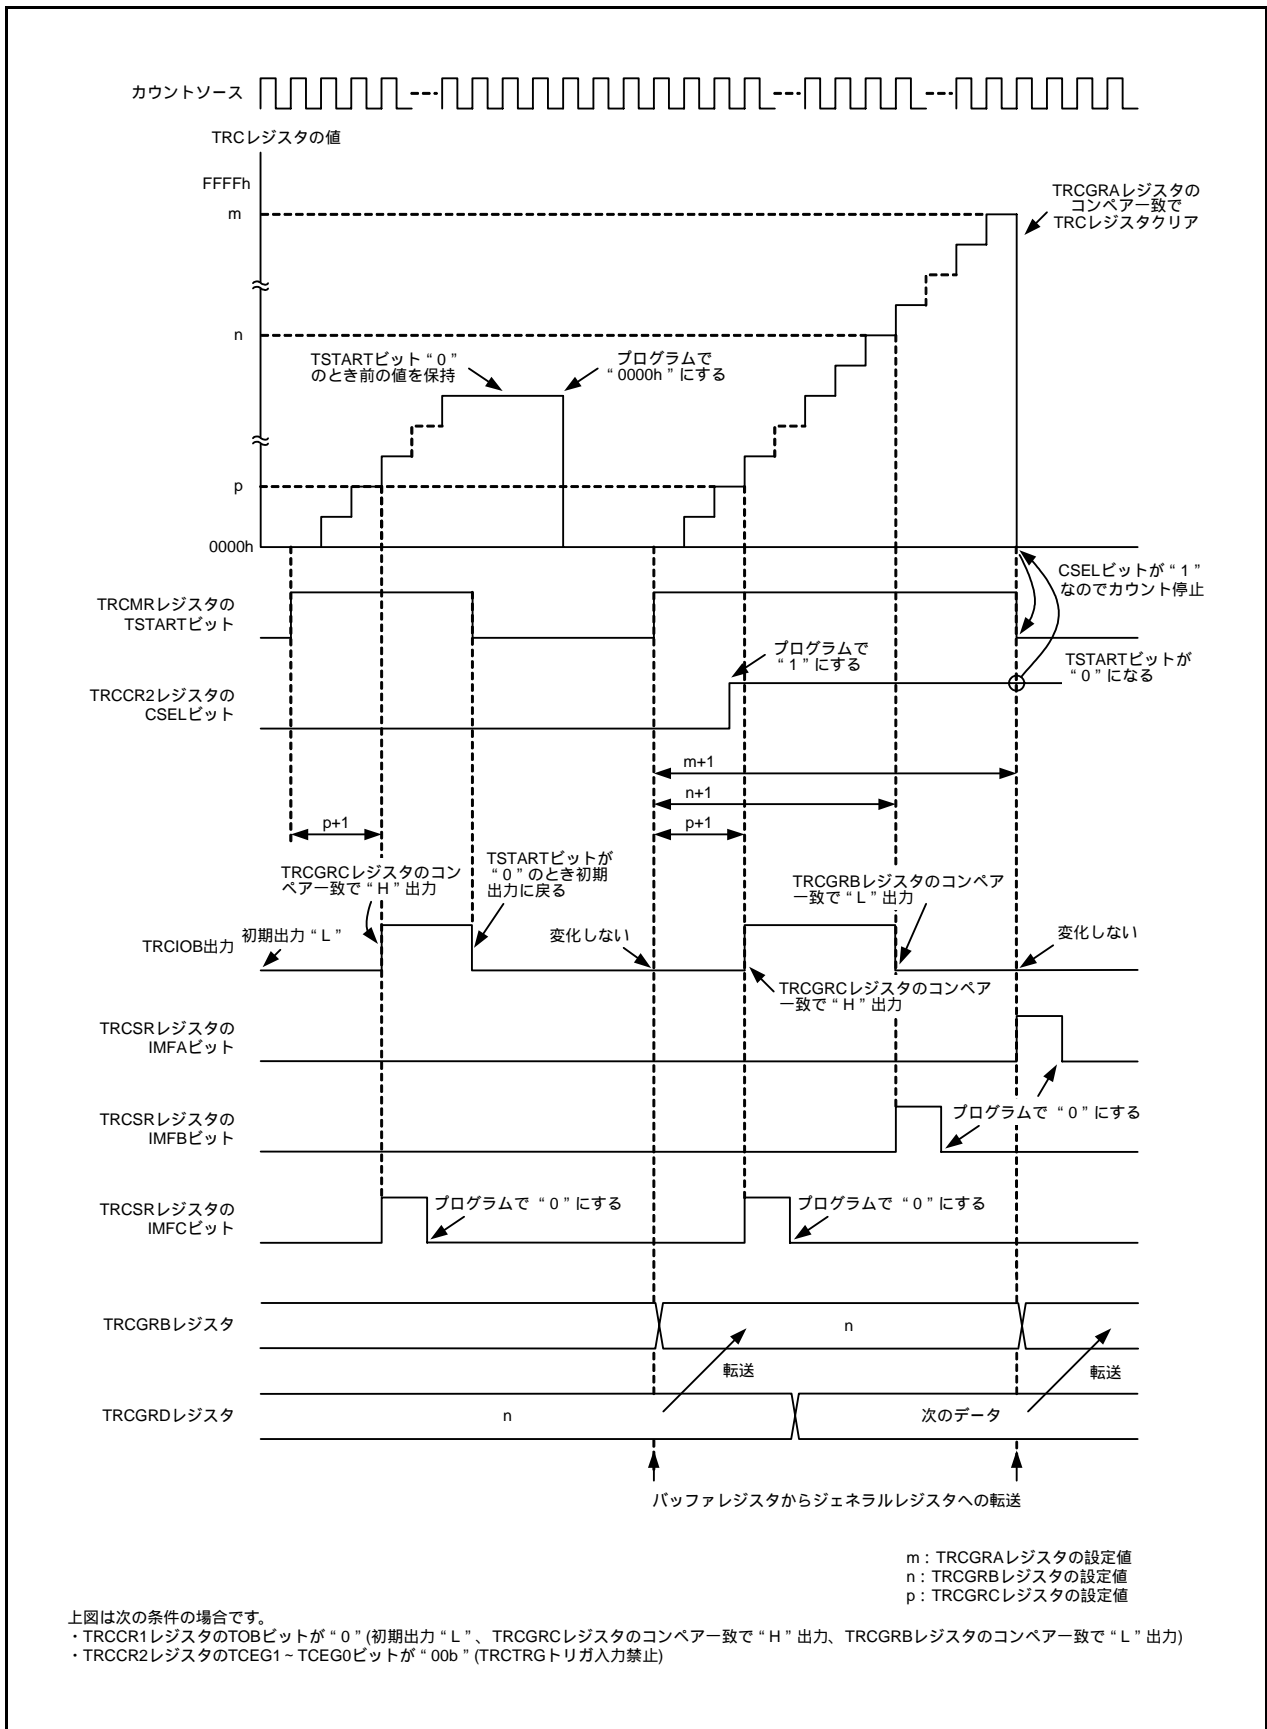 カウントソース
TRCレジスタの値
FFFFh
m
TRCGRAレジスタの
コンペア一致で
TRCレジスタクリア
n
TSTARTビット“0”
のとき前の値を保持
プログラムで
“0000h”にする
p
0000h
CSELビットが“1”
なのでカウント停止
TRCMRレジスタの
TSTARTビット
プログラムで
“1”にする
TSTARTビットが
“0”になる
TRCCR2レジスタの
CSELビット
m+1
n+1
p+1
p+1
TRCGRCレジスタのコン
ペア一致で“H”出力
TSTARTビットが
“0”のとき初期
出力に戻る
TRCGRBレジスタのコンペア
一致で“L”出力
TRCIOB出力
初期出力“L”
変化しない
変化しない
TRCGRCレジスタのコンペア
一致で“H”出力
TRCSRレジスタの
IMFAビット
プログラムで“0”にする
TRCSRレジスタの
IMFBビット
TRCSRレジスタの
IMFCビット
プログラムで“0”にする
プログラムで“0”にする
TRCGRBレジスタ
n
転送
転送
TRCGRDレジスタ
n
次のデータ
バッファレジスタからジェネラルレジスタへの転送
m：TRCGRAレジスタの設定値
n：TRCGRBレジスタの設定値
p：TRCGRCレジスタの設定値
上図は次の条件の場合です。
・TRCCR1レジスタのTOBビットが“0”(初期出力“L”、TRCGRCレジスタのコンペア一致で“H”出力、TRCGRBレジスタのコンペア一致で“L”出力)
・TRCCR2レジスタのTCEG1～TCEG0ビットが“00b”(TRCTRGトリガ入力禁止)